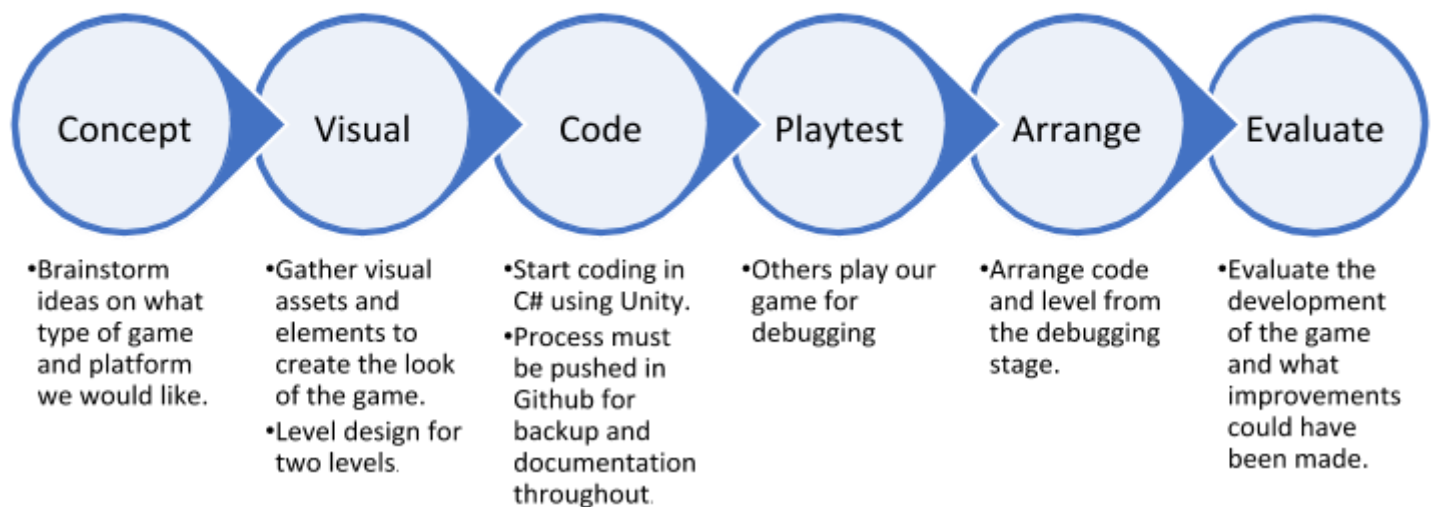 Concept
Visual
Code
Playtest
Arrange
Evaluate
•Brainstorm
ideas on what
type of game
and platform
we would like.
•Gather visual
assets and
elements to
create the look
of the game.
•Level design for
two levels.
•Start coding in
C# using Unity.
•Process must
be pushed in
Github for
backup and
documentation
throughout.
•Others play our
game for
debugging
•Arrange code
and level from
the debugging
stage.
•Evaluate the
development
of the game
and what
improvements
could have
been made.